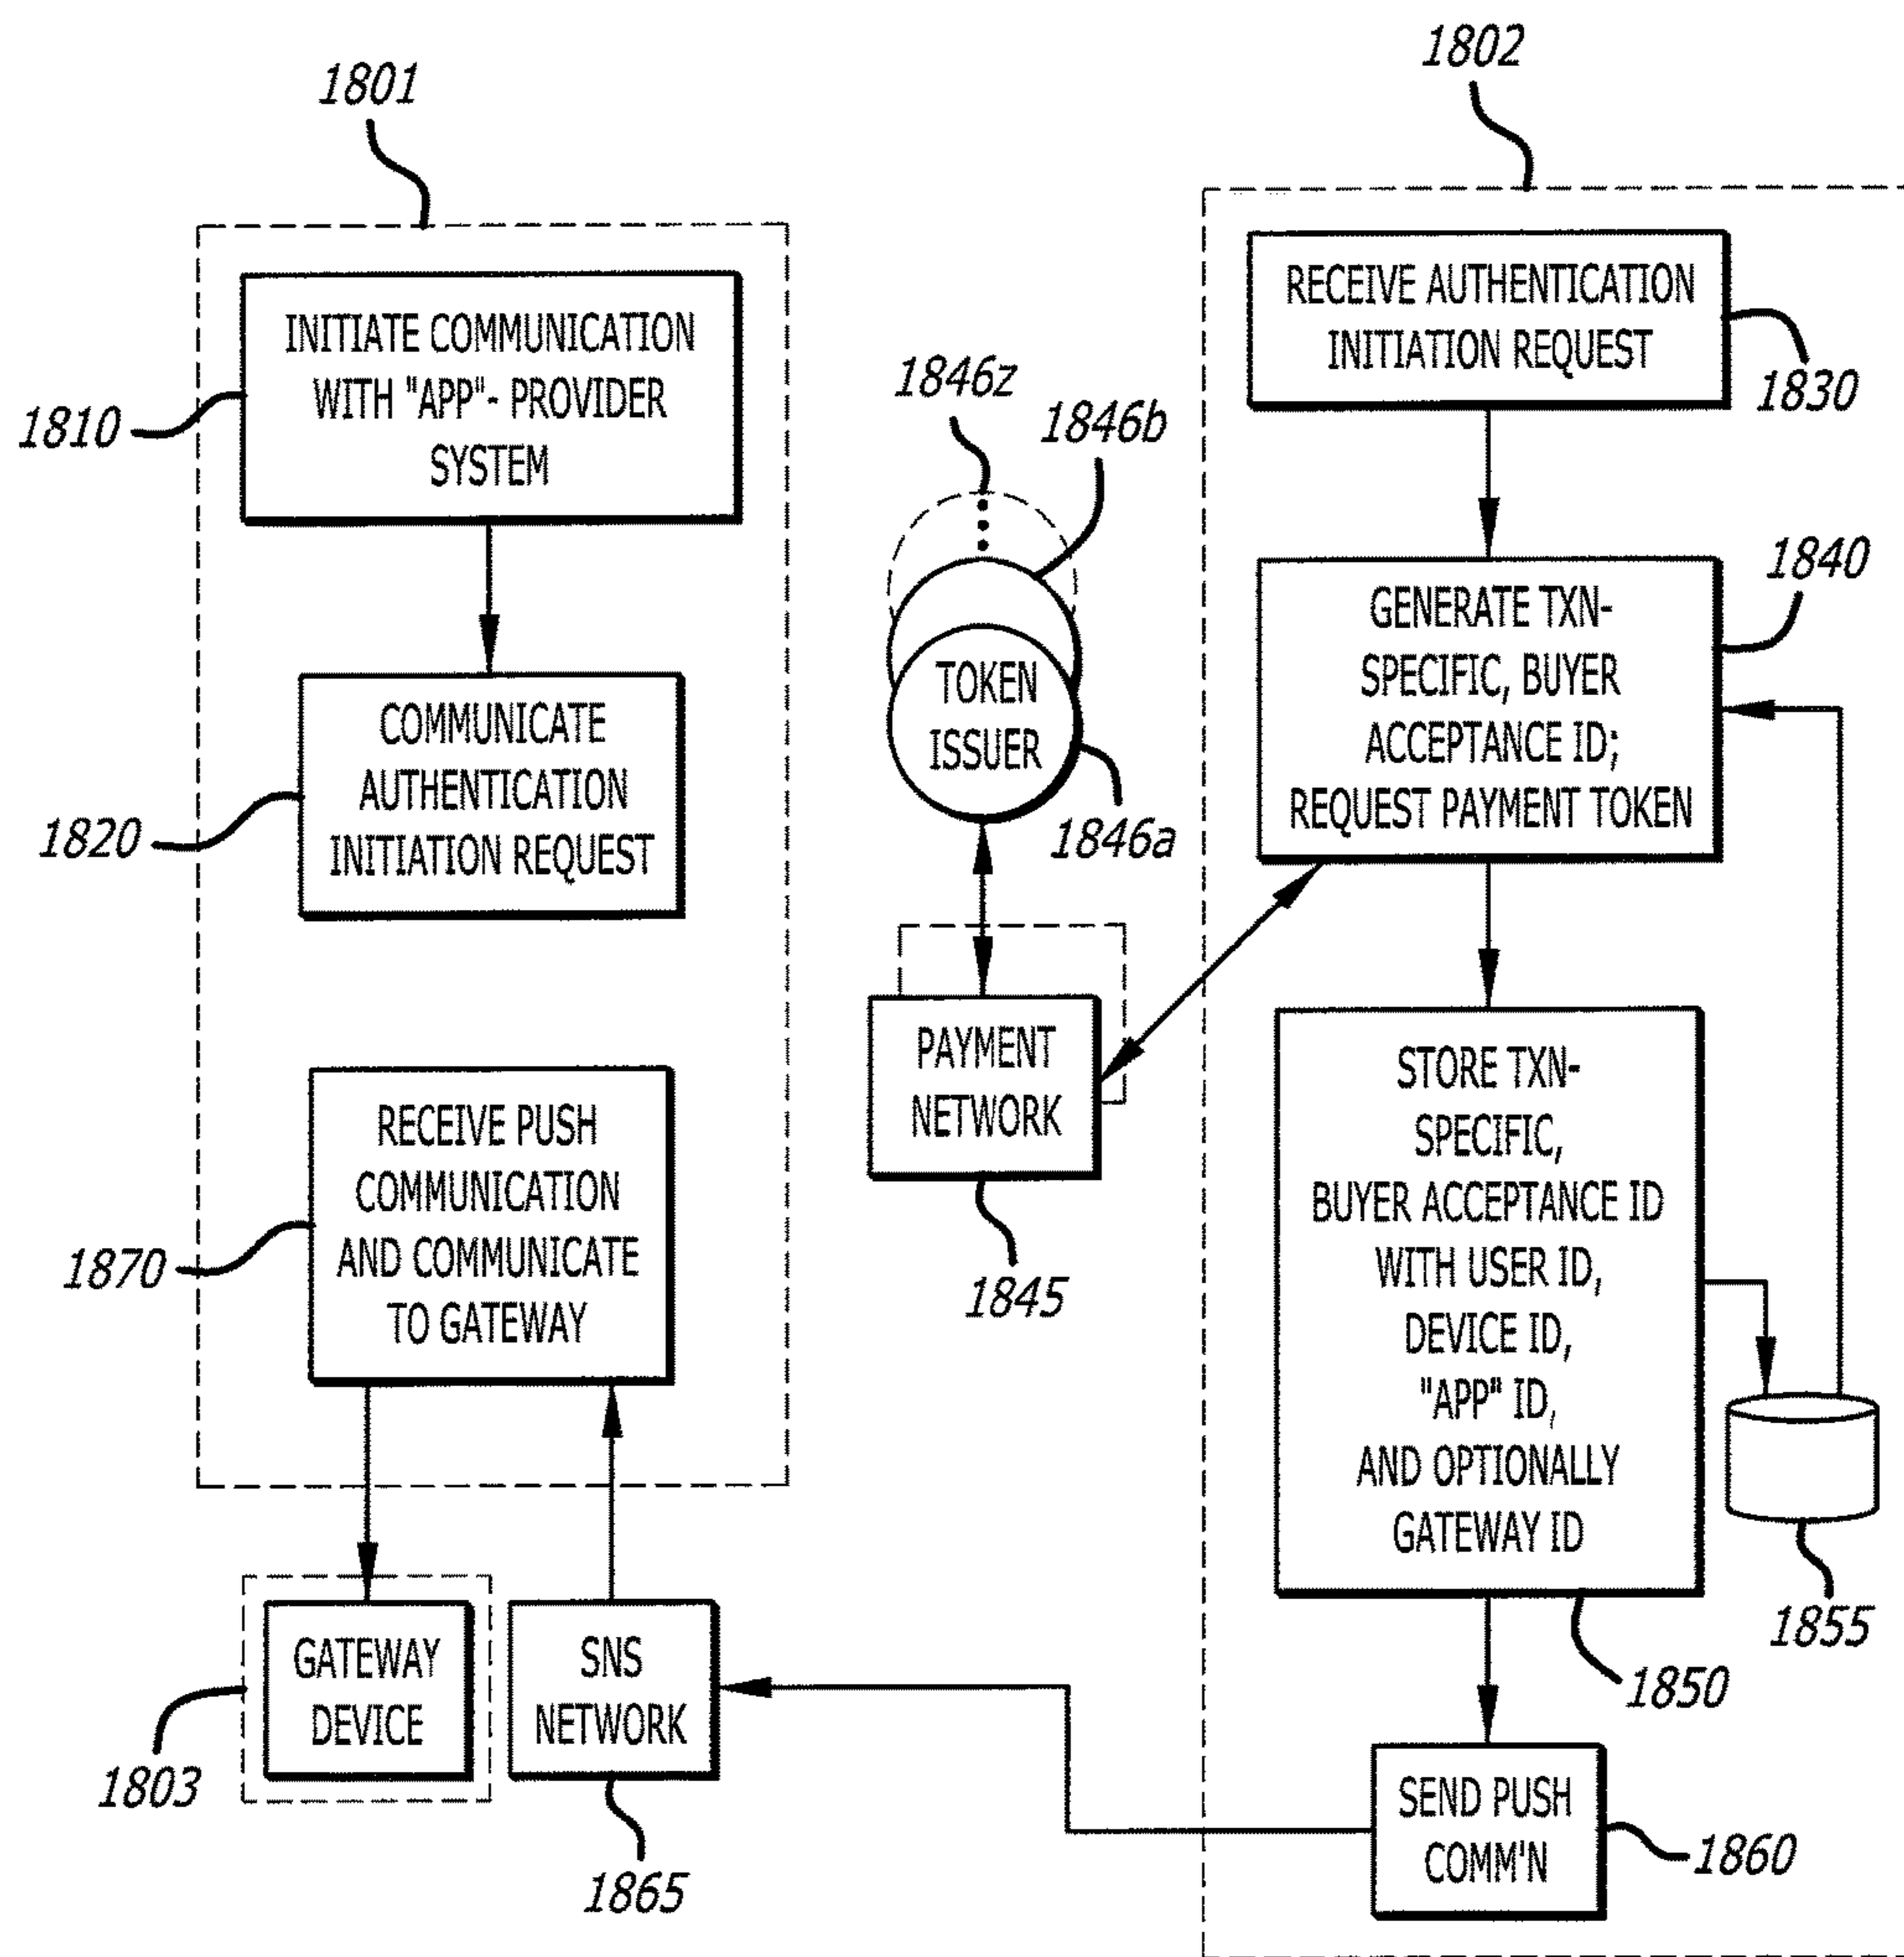 1801
INITIATE COMMUNICATION
WITH "APP"- PROVIDER
SYSTEM
1810
COMMUNICATE
AUTHENTICATION
INITIATION REQUEST
1820
RECEIVE PUSH
COMMUNICATION
AND COMMUNICATE
TO GATEWAY
1870
GATEWAY
DEVICE
1803
SNS
NETWORK
1865
1846z
1846b
TOKEN
ISSUER
1846a
PAYMENT
NETWORK
1845
1802
RECEIVE AUTHENTICATION
INITIATION REQUEST
1830
1840
GENERATE TXN-
SPECIFIC, BUYER
ACCEPTANCE ID;
REQUEST PAYMENT TOKEN
STORE TXN-
SPECIFIC,
BUYER ACCEPTANCE ID
WITH USER ID,
DEVICE ID,
"APP" ID,
AND OPTIONALLY
GATEWAY ID
1855
1850
SEND PUSH
COMM'N
1860